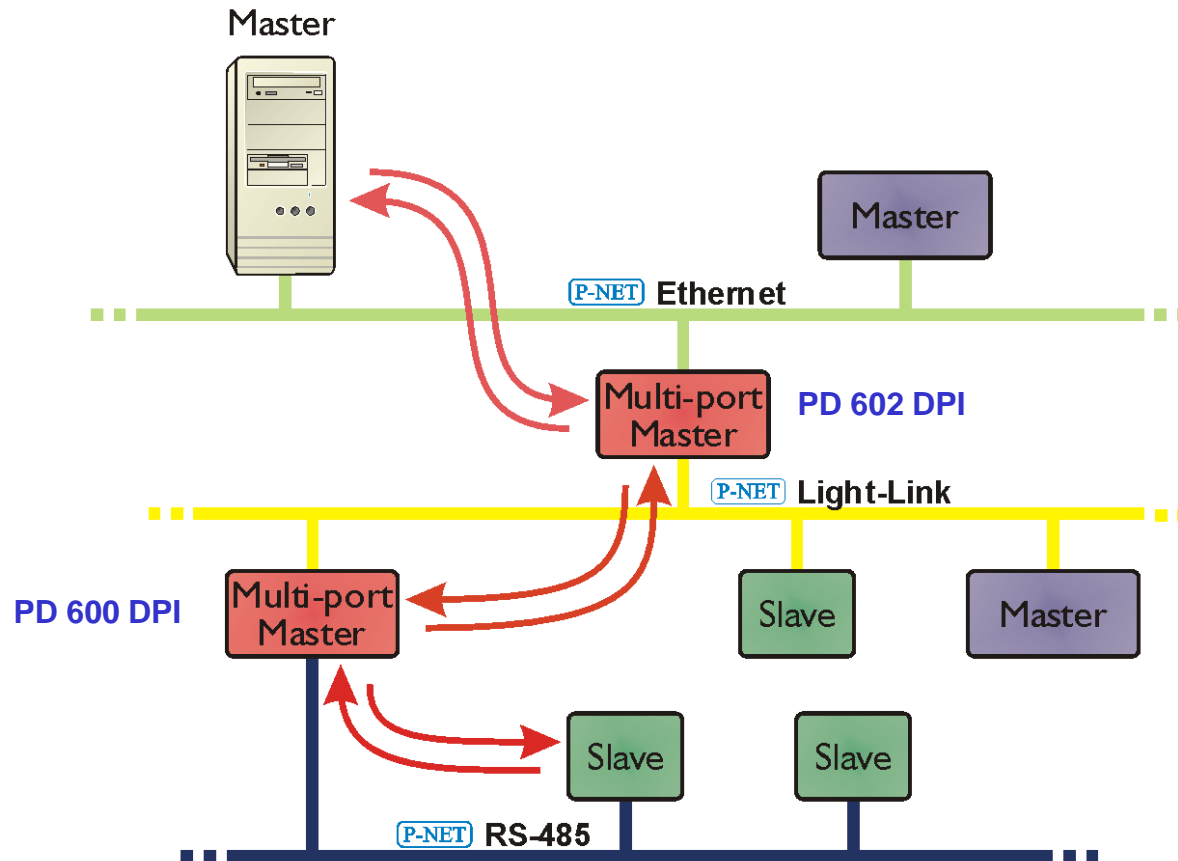 Master
Master
P-NET Ethernet
Multi-port
Master
PD 602 DPI
P-NET Light-Link
PD 600 DPI
Multi-port
Master
Slave
Master
Slave
Slave
P-NET RS-485